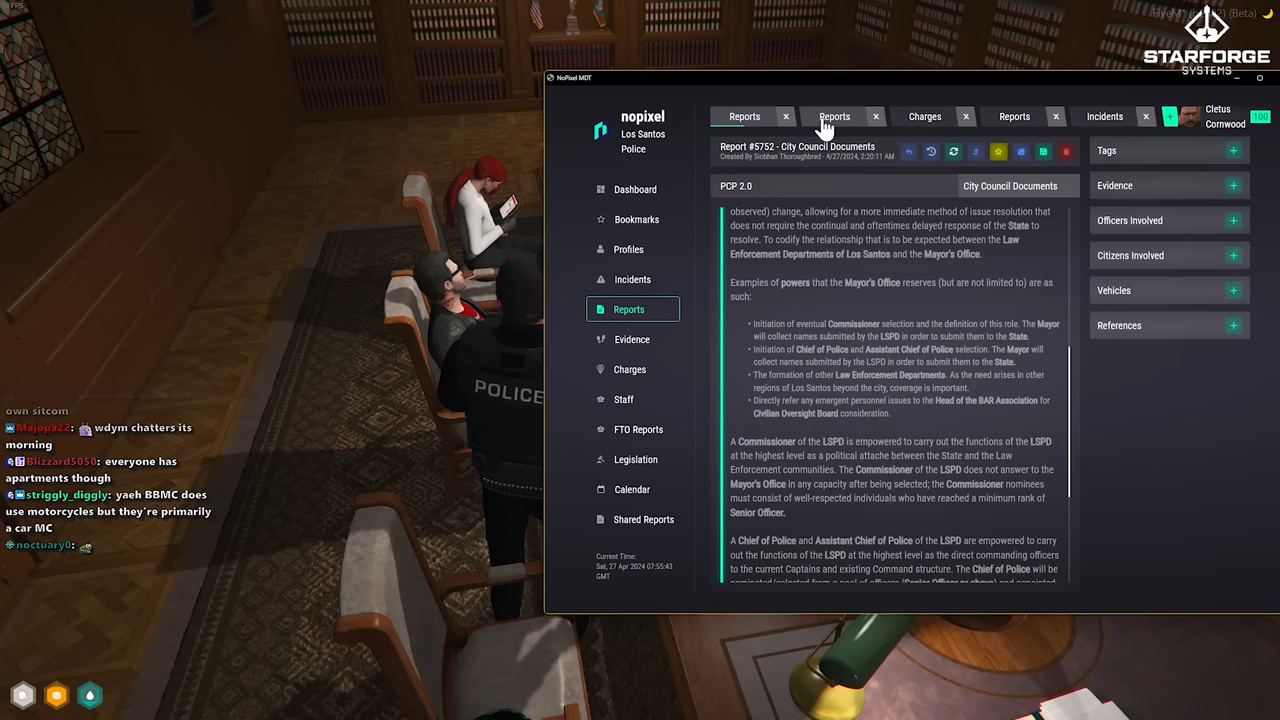 FPS
FiveM
(Beta)
STARFORGE
SYSTEMS
NoPixel MDT
nopixel
Los Santos
Police
Dashboard
Bookmarks
Profiles
Incidents
Reports
Evidence
Charges
Staff
FTO Reports
Legislation
Calendar
Shared Reports
Current Time:
Sat, 27 Apr 2024 07:55:43
GMT
Reports x Reports x Charges x Reports x Incidents x +
Cletus
Cornwood
100
Report #5752 - City Council Documents
Created By Siobhan Thoroughbred - 4/27/2024, 2:20:11 AM
PCP 2.0
City Council Documents
observed) change, allowing for a more immediate method of issue resolution
that does not require the continual and oftentimes delayed response of the State to
resolve. To codify the relationship that is to be expected between the Law
Enforcement Departments of Los Santos and the Mayor's Office.
Examples of powers that the Mayor's Office reserves (but are not limited to) are as
such:
• Initiation of eventual Commissioner selection and the definition of this role. The Mayor
will collect names submitted by the LSPD in order to submit them to the State.
• Initiation of Chief of Police and Assistant Chief of Police selection. The Mayor will
collect names submitted by the LSPD in order to submit them to the State.
• The formation of other Law Enforcement Departments. As the need arises in other
regions of Los Santos beyond the city, coverage is important.
• Directly refer any emergent personnel issues to the Head of the BAR Association for
Civilian Oversight Board consideration.
A Commissioner of the LSPD is empowered to carry out the functions of the LSPD
at the highest level as a political attache between the State and the Law
Enforcement communities. The Commissioner of the LSPD does not answer to the
Mayor's Office in any capacity after being selected; the Commissioner nominees
must consist of well-respected individuals who have reached a minimum rank of
Senior Officer.
A Chief of Police and Assistant Chief of Police of the LSPD are empowered to carry
out the functions of the LSPD at the highest level as the direct commanding officers
to the current Captains and existing Command structure. The Chief of Police will be
nominated/selected from a pool of officers (Senior Officer or above) and appointed
Tags +
Evidence +
Officers Involved +
Citizens Involved +
Vehicles +
References +
POLICE
own sitcom
Majopa22: wdym chatters its
morning
Blizzard5050: everyone has
apartments though
striggly_diggly: yaeh BBMC does
use motorcycles but they're primarily
a car MC
noctuary0: